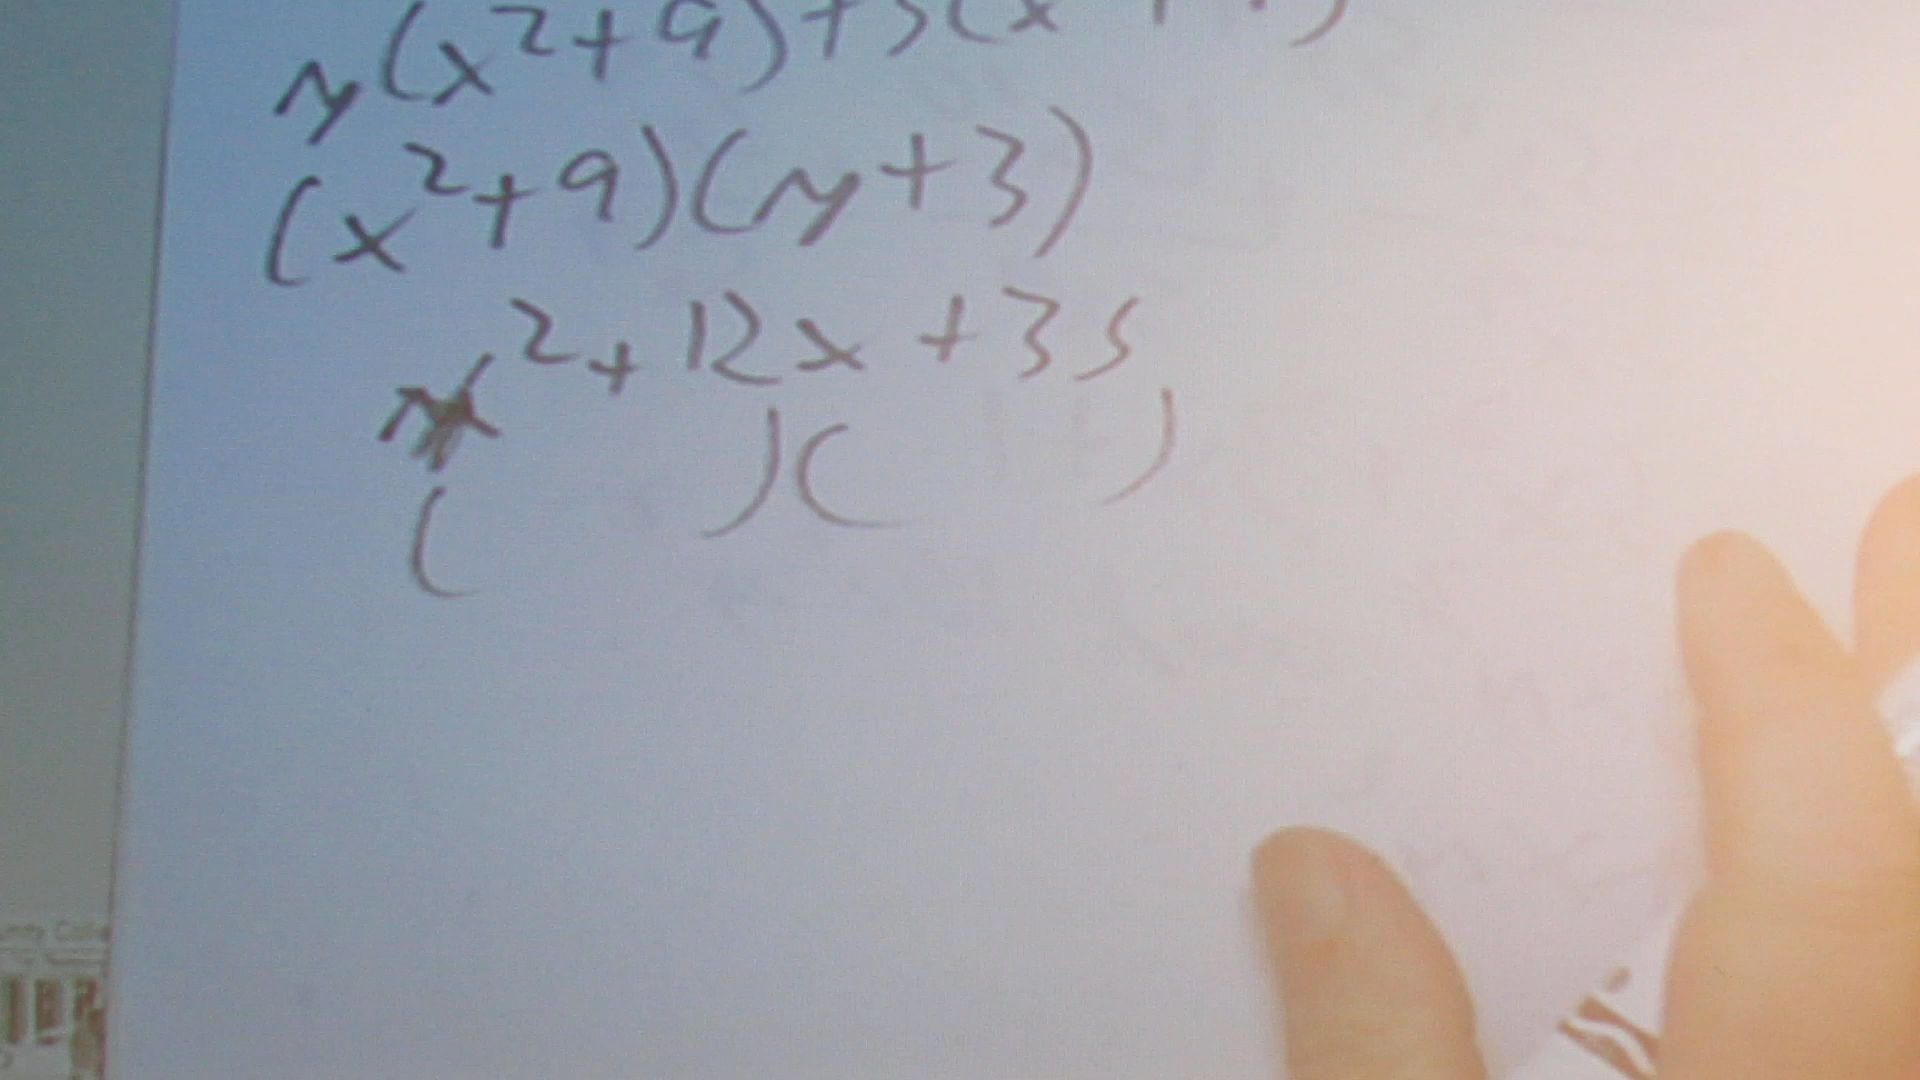 y(x²+9)+3(x
(x²+9)(y+3)
x²+12x+35
( )( )